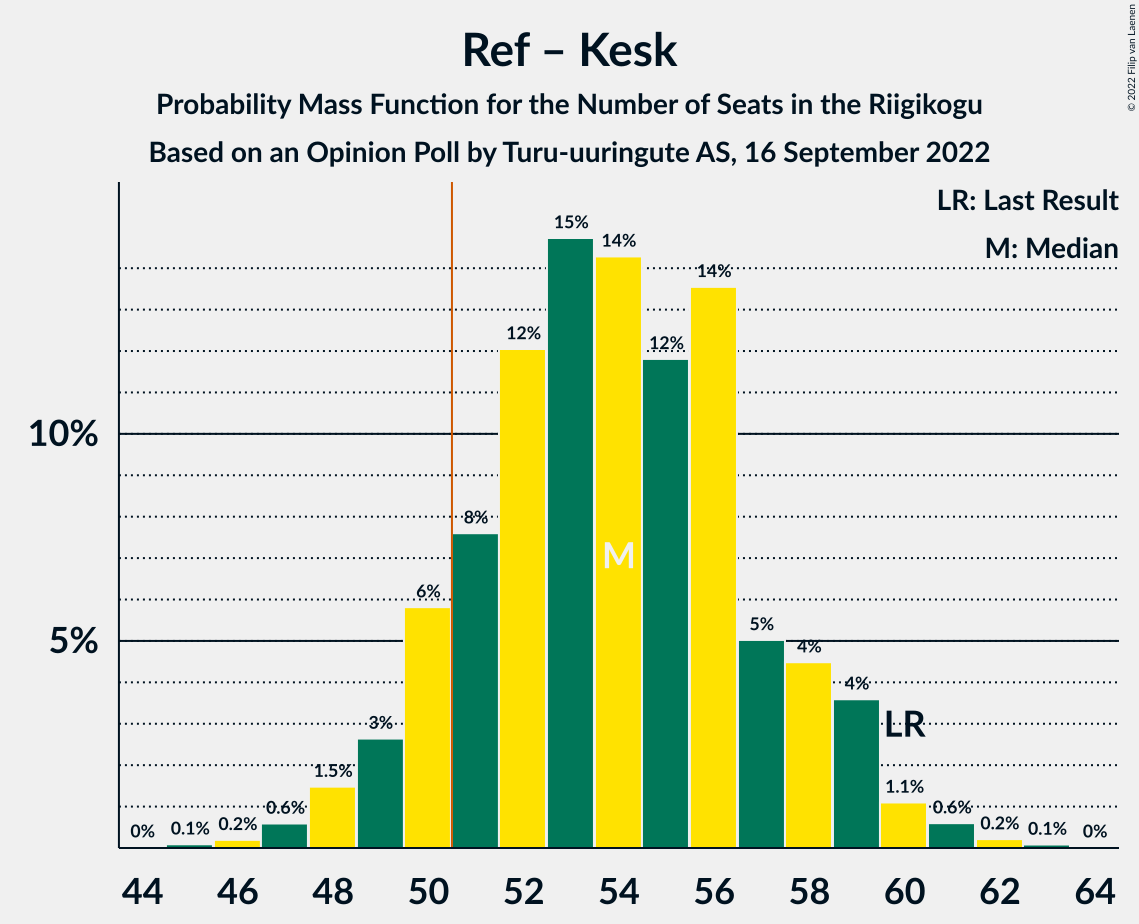 Ref – Kesk
Probability Mass Function for the Number of Seats in the Riigikogu
Based on an Opinion Poll by Turu-uuringute AS, 16 September 2022
© 2022 Filip van Laenen
LR: Last Result
M: Median
15%
14%
14%
12%
12%
10%
8%
6%
5%
5%
4%
4%
3%
LR
1.5%
1.1%
0% 0.1% 0.2% 0.6%
0.6% 0.2% 0.1% 0%
M
44 46 48 50 52 54 56 58 60 62 64